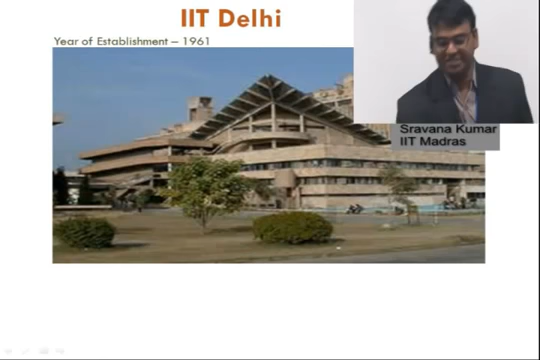 IIT Delhi
Year of Establishment – 1961
Sravana Kumar
IIT Madras